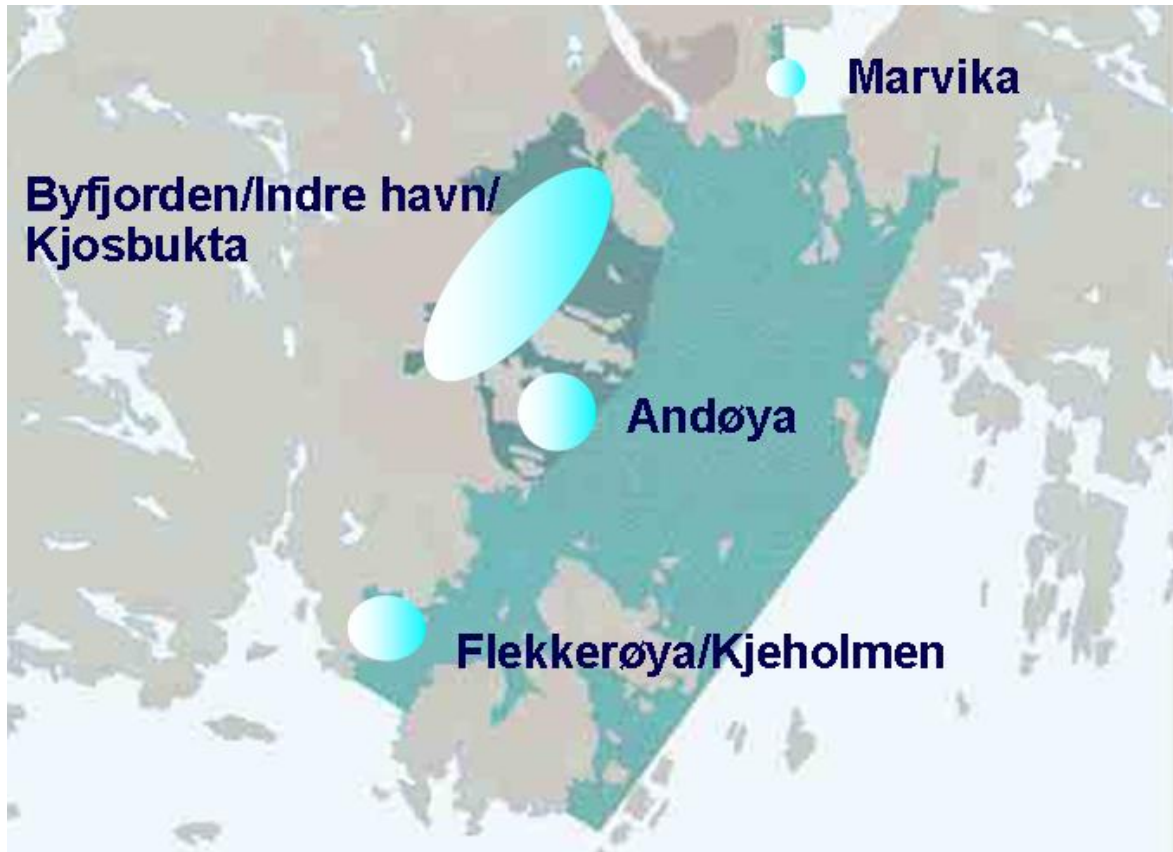 Marvika
Byfjorden/Indre havn/
Kjosbukta
Andøya
Flekkerøya/Kjeholmen